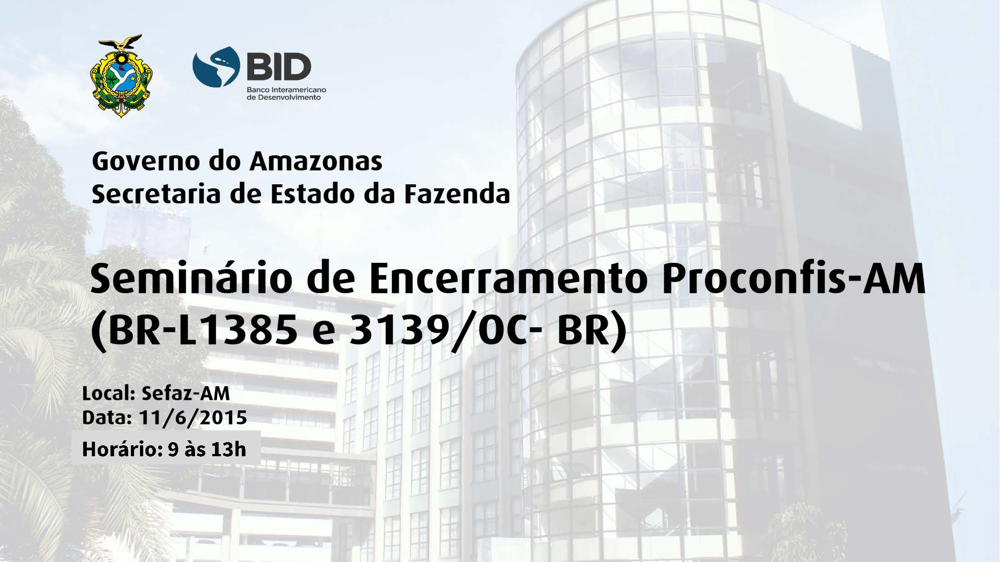 BID
Banco Interamericano
de Desenvolvimento
Governo do Amazonas
Secretaria de Estado da Fazenda
Seminário de Encerramento Proconfis-AM
(BR-L1385 e 3139/OC- BR)
Local: Sefaz-AM
Data: 11/6/2015
Horário: 9 às 13h